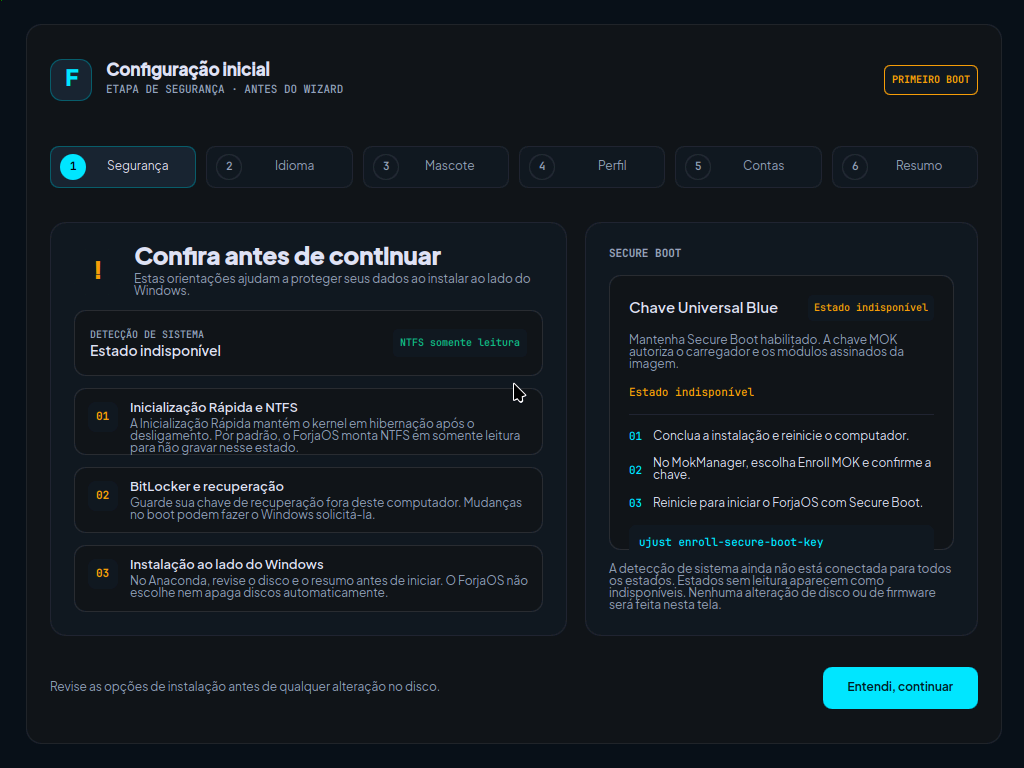 F
Configuração inicial
ETAPA DE SEGURANÇA · ANTES DO WIZARD
PRIMEIRO BOOT
1 Segurança
2 Idioma
3 Mascote
4 Perfil
5 Contas
6 Resumo
!
Confira antes de continuar
Estas orientações ajudam a proteger seus dados ao instalar ao lado do
Windows.
DETECÇÃO DE SISTEMA
Estado indisponível
NTFS somente leitura
01
Inicialização Rápida e NTFS
A Inicialização Rápida mantém o kernel em hibernação após o
desligamento. Por padrão, o ForjaOS monta NTFS em somente leitura
para não gravar nesse estado.
02
BitLocker e recuperação
Guarde sua chave de recuperação fora deste computador. Mudanças
no boot podem fazer o Windows solicitá-la.
03
Instalação ao lado do Windows
No Anaconda, revise o disco e o resumo antes de iniciar. O ForjaOS não
escolhe nem apaga discos automaticamente.
SECURE BOOT
Chave Universal Blue
Estado indisponível
Mantenha Secure Boot habilitado. A chave MOK
autoriza o carregador e os módulos assinados da
imagem.
Estado indisponível
01 Conclua a instalação e reinicie o computador.
02 No MokManager, escolha Enroll MOK e confirme a
chave.
03 Reinicie para iniciar o ForjaOS com Secure Boot.
ujust enroll-secure-boot-key
A detecção de sistema ainda não está conectada para todos
os estados. Estados sem leitura aparecem como
indisponíveis. Nenhuma alteração de disco ou de firmware
será feita nesta tela.
Revise as opções de instalação antes de qualquer alteração no disco.
Entendi, continuar